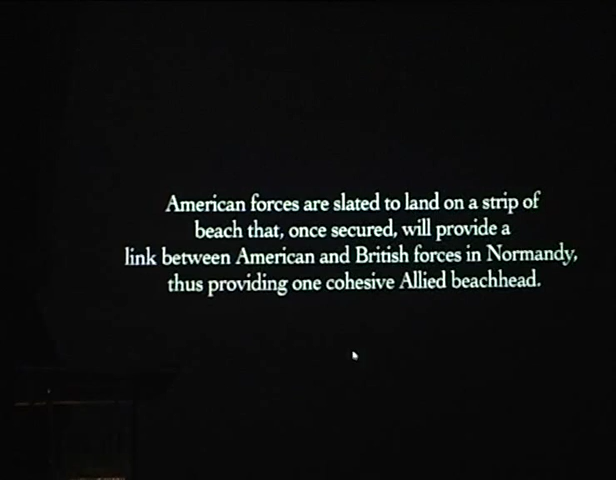 American forces are slated to land on a strip of
beach that, once secured, will provide a
link between American and British forces in Normandy,
thus providing one cohesive Allied beachhead.